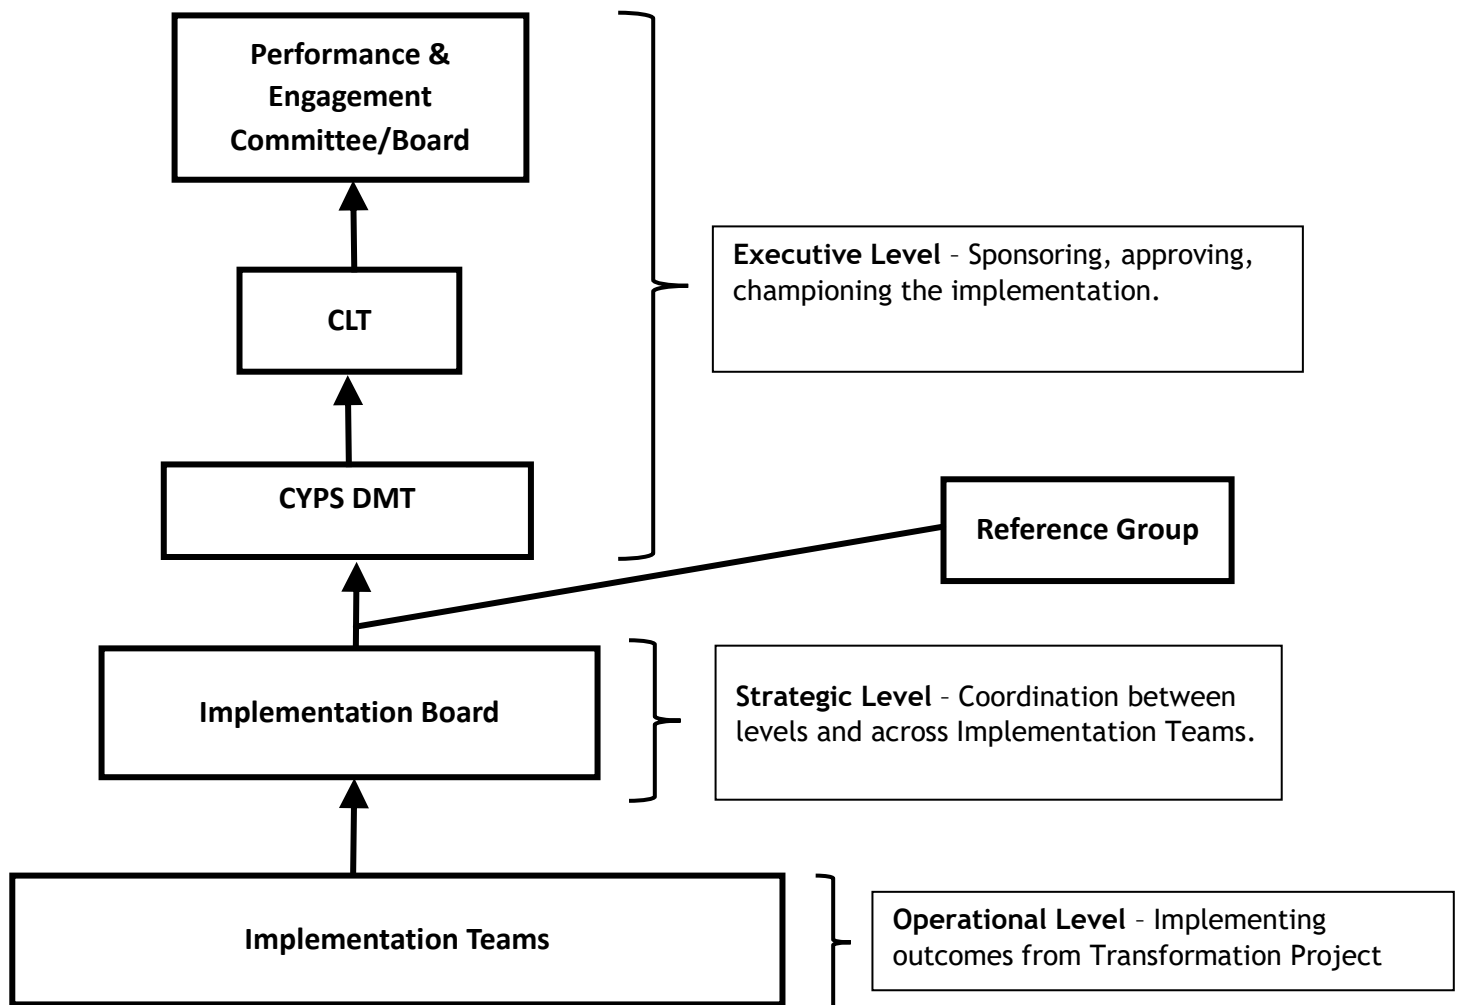 Performance &
Engagement
Committee/Board
Executive Level – Sponsoring, approving,
championing the implementation.
CLT
CYPS DMT
Reference Group
Implementation Board
Strategic Level – Coordination between
levels and across Implementation Teams.
Implementation Teams
Operational Level – Implementing
outcomes from Transformation Project